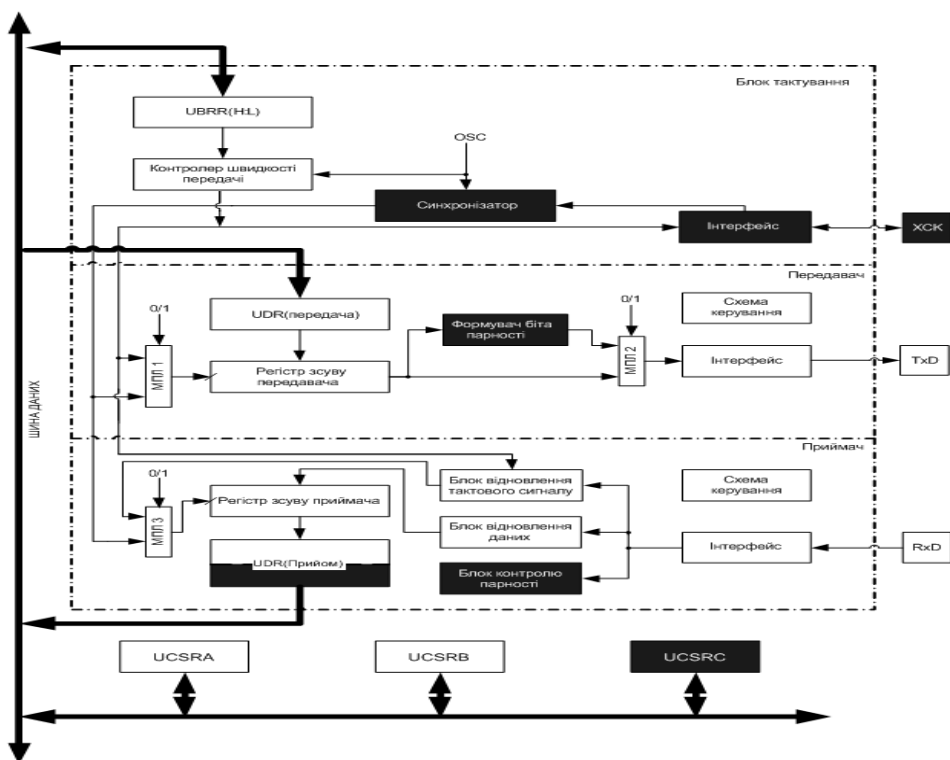 Блок тактування
UBRR(H:L)
OSC
Контролер швидкості
передачі
Синхронізатор
Інтерфейс
XCK
Передавач
0/1
UDR(передача)
0/1
Схема
керування
Формувач біта
парності
МПЛ 1
Регістр зсуву
передавача
МПЛ 2
Інтерфейс
TxD
ШИНА ДАНИХ
Приймач
0/1
Регістр зсуву приймача
Блок відновлення
тактового сигналу
Схема
керування
МПЛ 3
Блок відновлення
даних
Інтерфейс
RxD
UDR(Прийом)
Блок контролю
парності
UCSRA
UCSRB
UCSRC